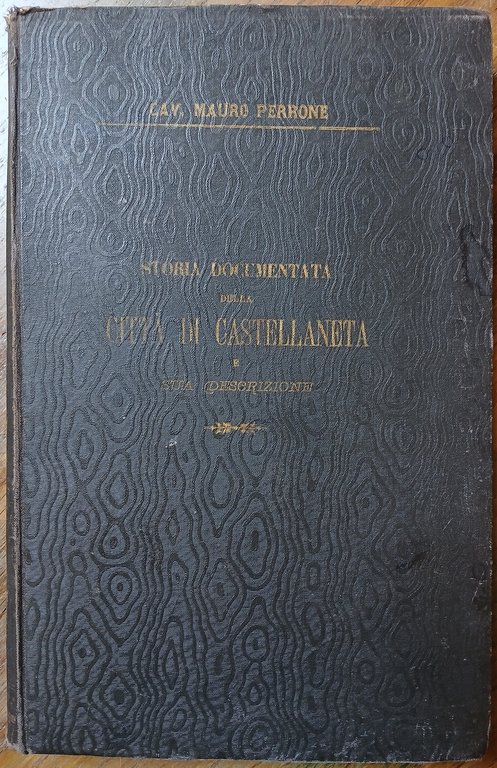 CAV. MAURO PERRONE
STORIA DOCUMENTATA
DELLA
CITTÀ DI CASTELLANETA
E
SUA DESCRIZIONE